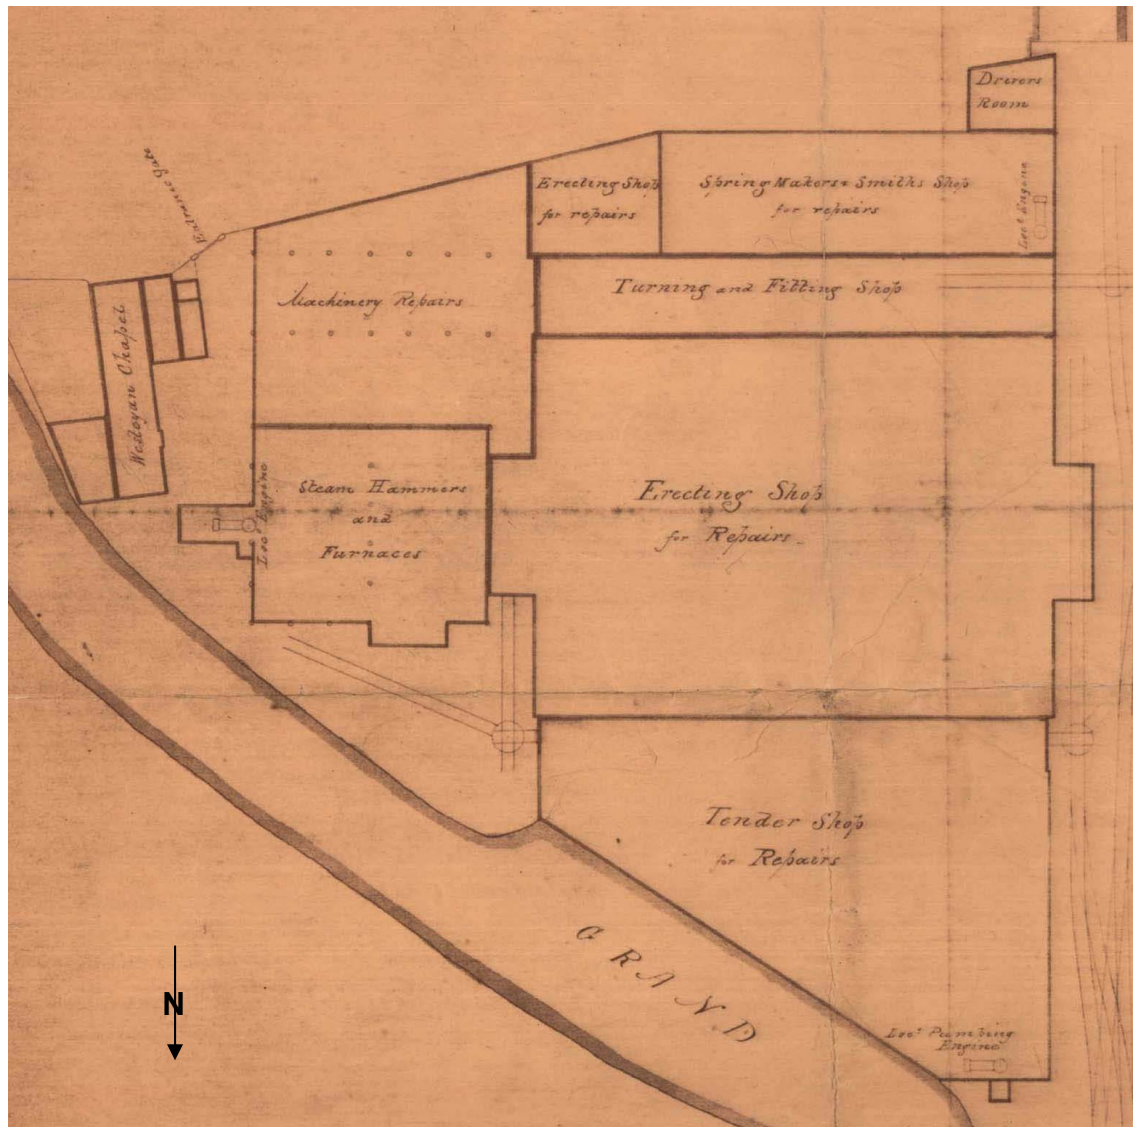 Drivers
Room
Entrance Gate
Erecting Shop
for repairs
Spring Makers & Smiths Shop
for repairs
Loco Engine
Machinery Repairs
Turning and Fitting Shop
Wesleyan Chapel
Steam Hammers
and
Furnaces
Loco Engine
Erecting Shop
for Repairs
Tender Shop
for Repairs
GRAND
N
Loco Pumping
Engine